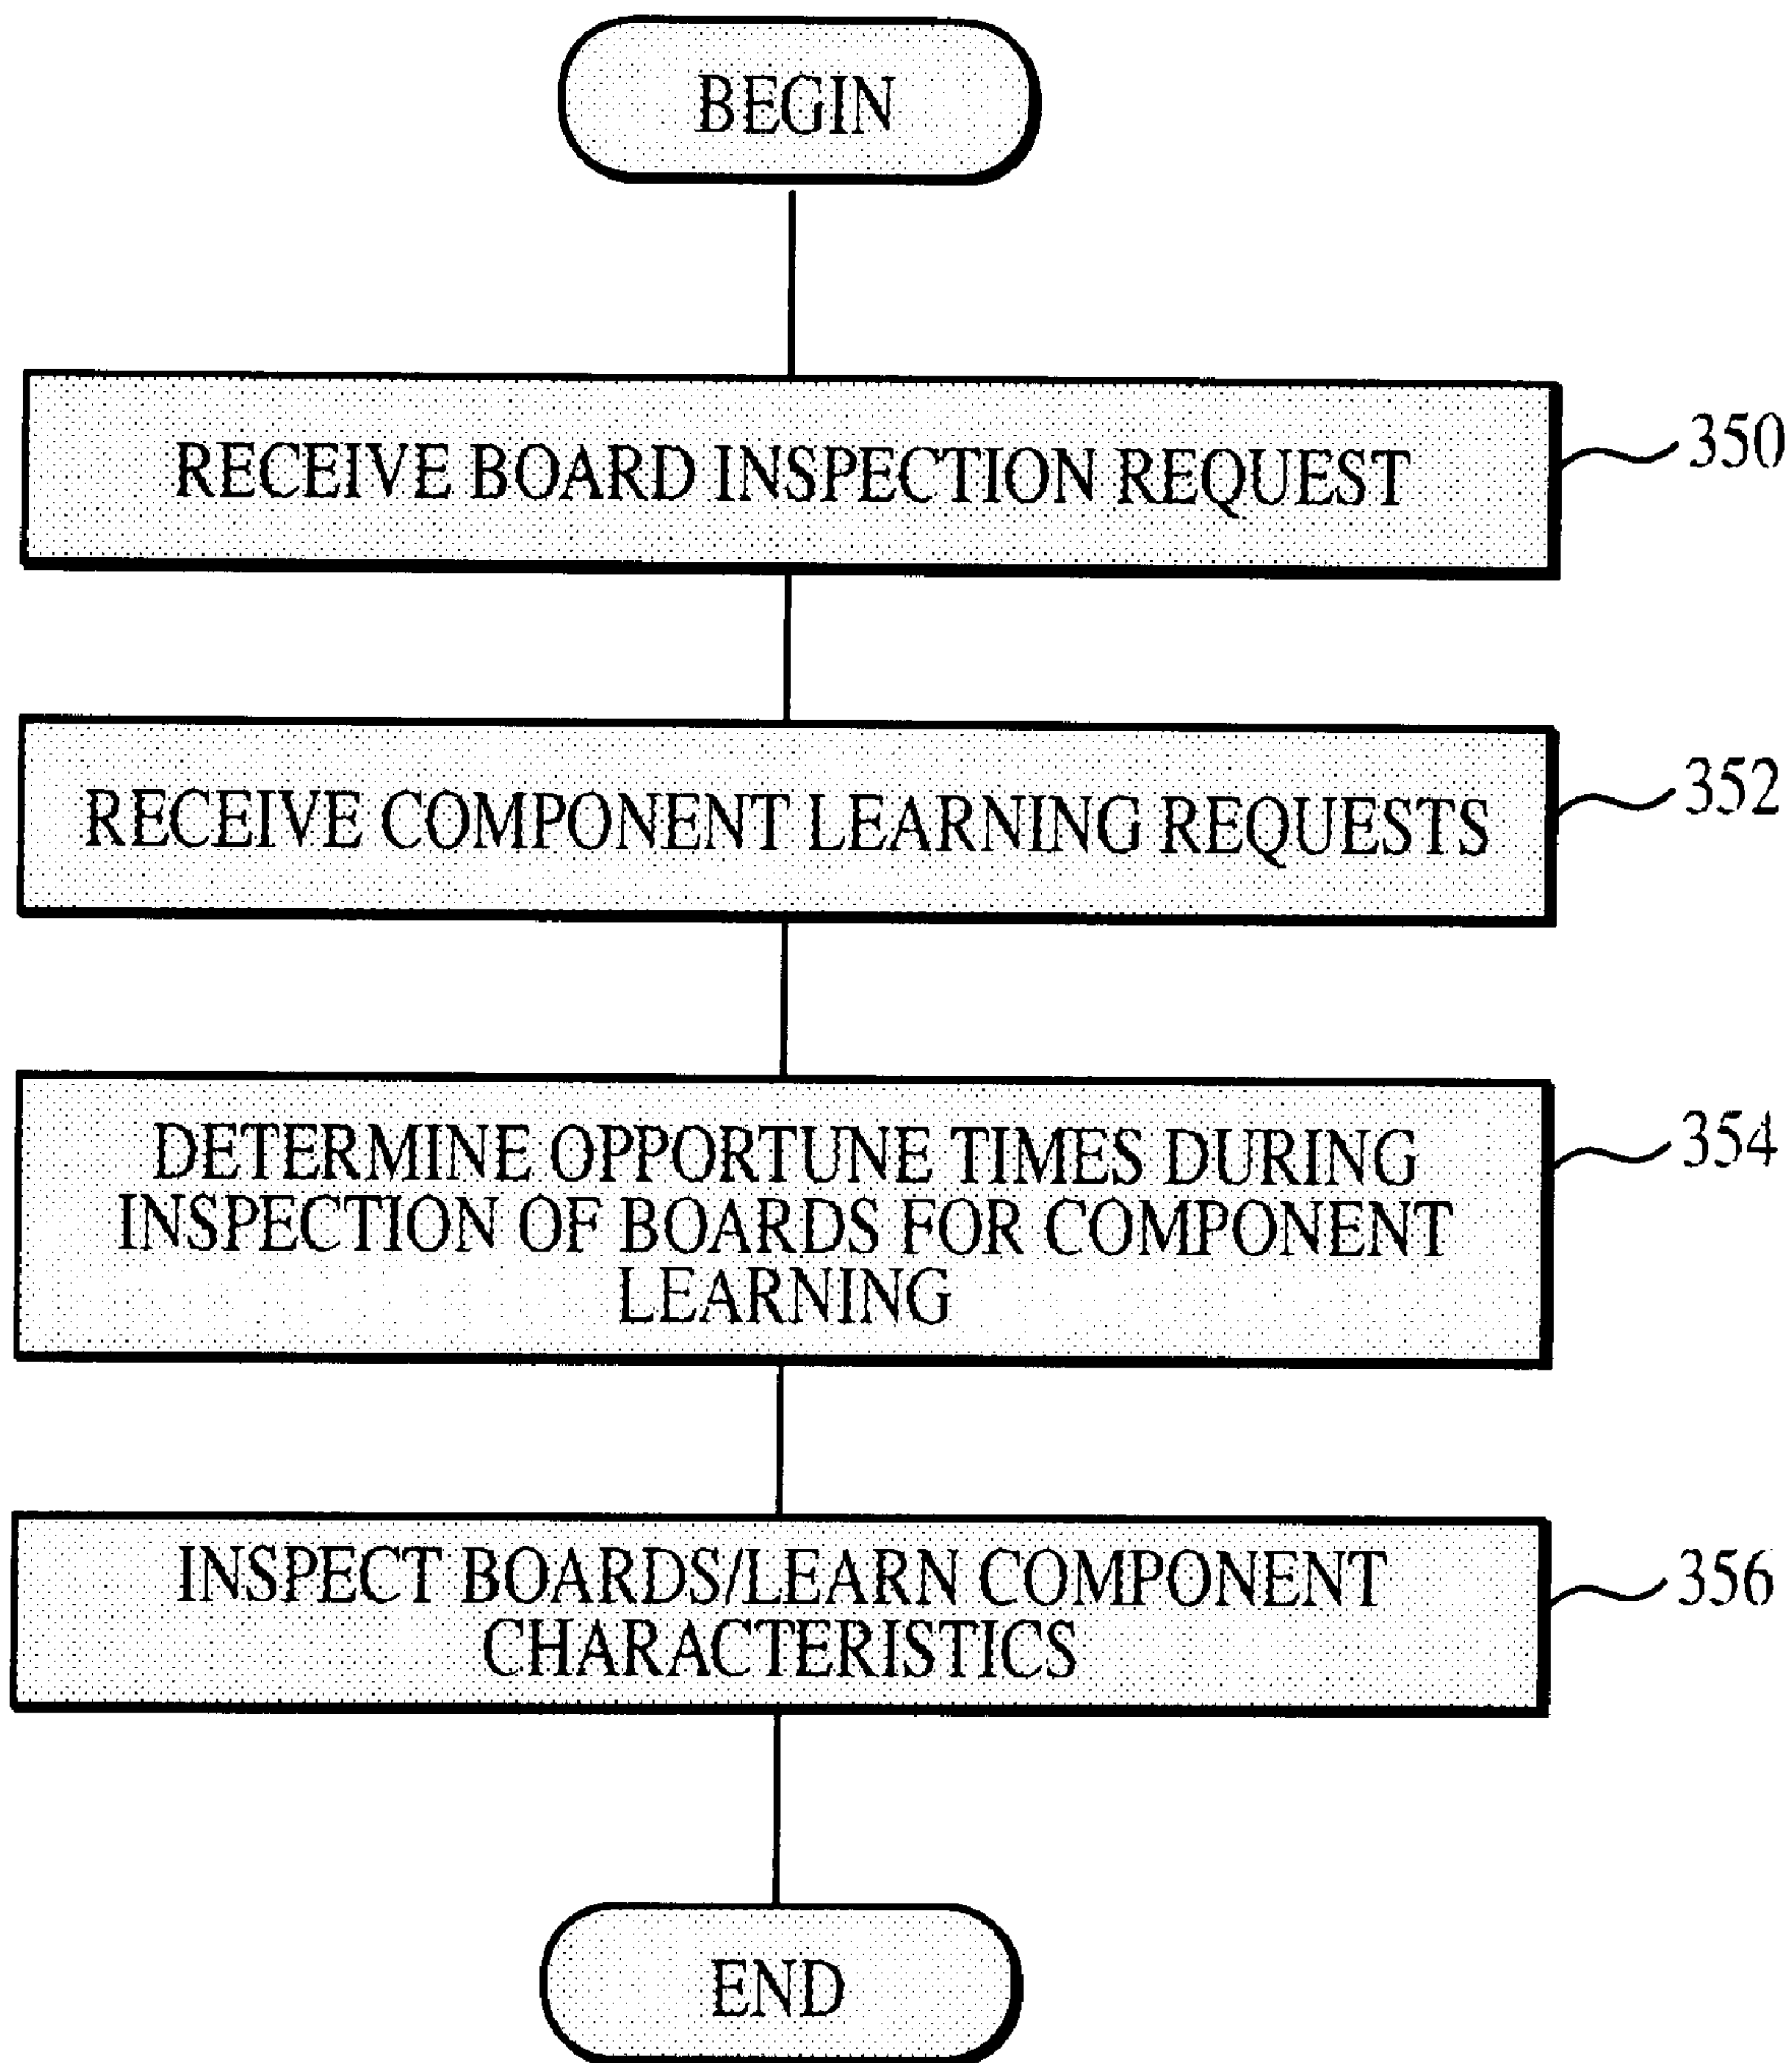 BEGIN
RECEIVE BOARD INSPECTION REQUEST
350
RECEIVE COMPONENT LEARNING REQUESTS
352
DETERMINE OPPORTUNE TIMES DURING
INSPECTION OF BOARDS FOR COMPONENT
LEARNING
354
INSPECT BOARDS/LEARN COMPONENT
CHARACTERISTICS
356
END